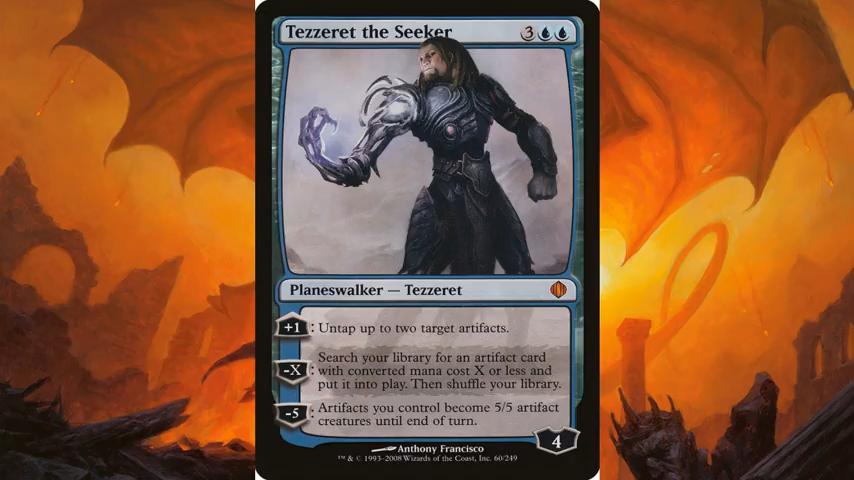 Tezzeret the Seeker 3
Planeswalker — Tezzeret
+1: Untap up to two target artifacts.
-X: Search your library for an artifact card
with converted mana cost X or less and
put it into play. Then shuffle your library.
-5: Artifacts you control become 5/5 artifact
creatures until end of turn.
4
Anthony Francisco
™ & © 1993–2008 Wizards of the Coast, Inc. 60/249